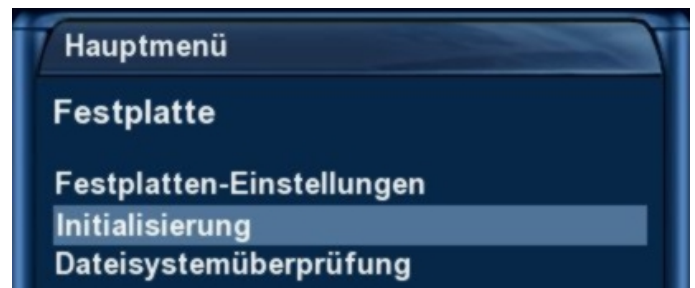 Hauptmenü
Festplatte
Festplatten-Einstellungen
Initialisierung
Dateisystemüberprüfung